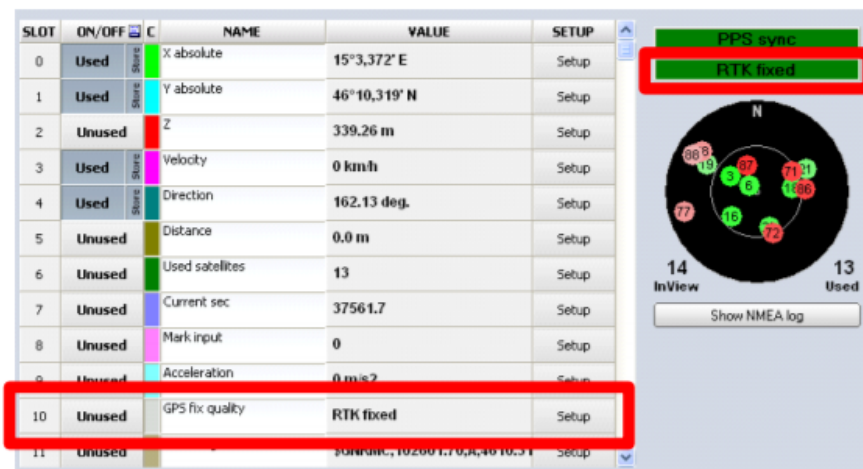 SLOT ON/OFF C NAME VALUE SETUP
0 Used Store X absolute 15°3,372' E Setup
1 Used Store Y absolute 46°10,319' N Setup
2 Unused Z 339.26 m Setup
3 Used Store Velocity 0 km/h Setup
4 Used Store Direction 162.13 deg. Setup
5 Unused Distance 0.0 m Setup
6 Unused Used satellites 13 Setup
7 Unused Current sec 37561.7 Setup
8 Unused Mark input 0 Setup
9 Unused Acceleration 0 m/s2 Setup
10 Unused GPS fix quality RTK fixed Setup
11 Unused Setup
PPS sync
RTK fixed
N
88 8
19
87
3
6
71 21
18 86
77
16
72
14 13
InView Used
Show NMEA log